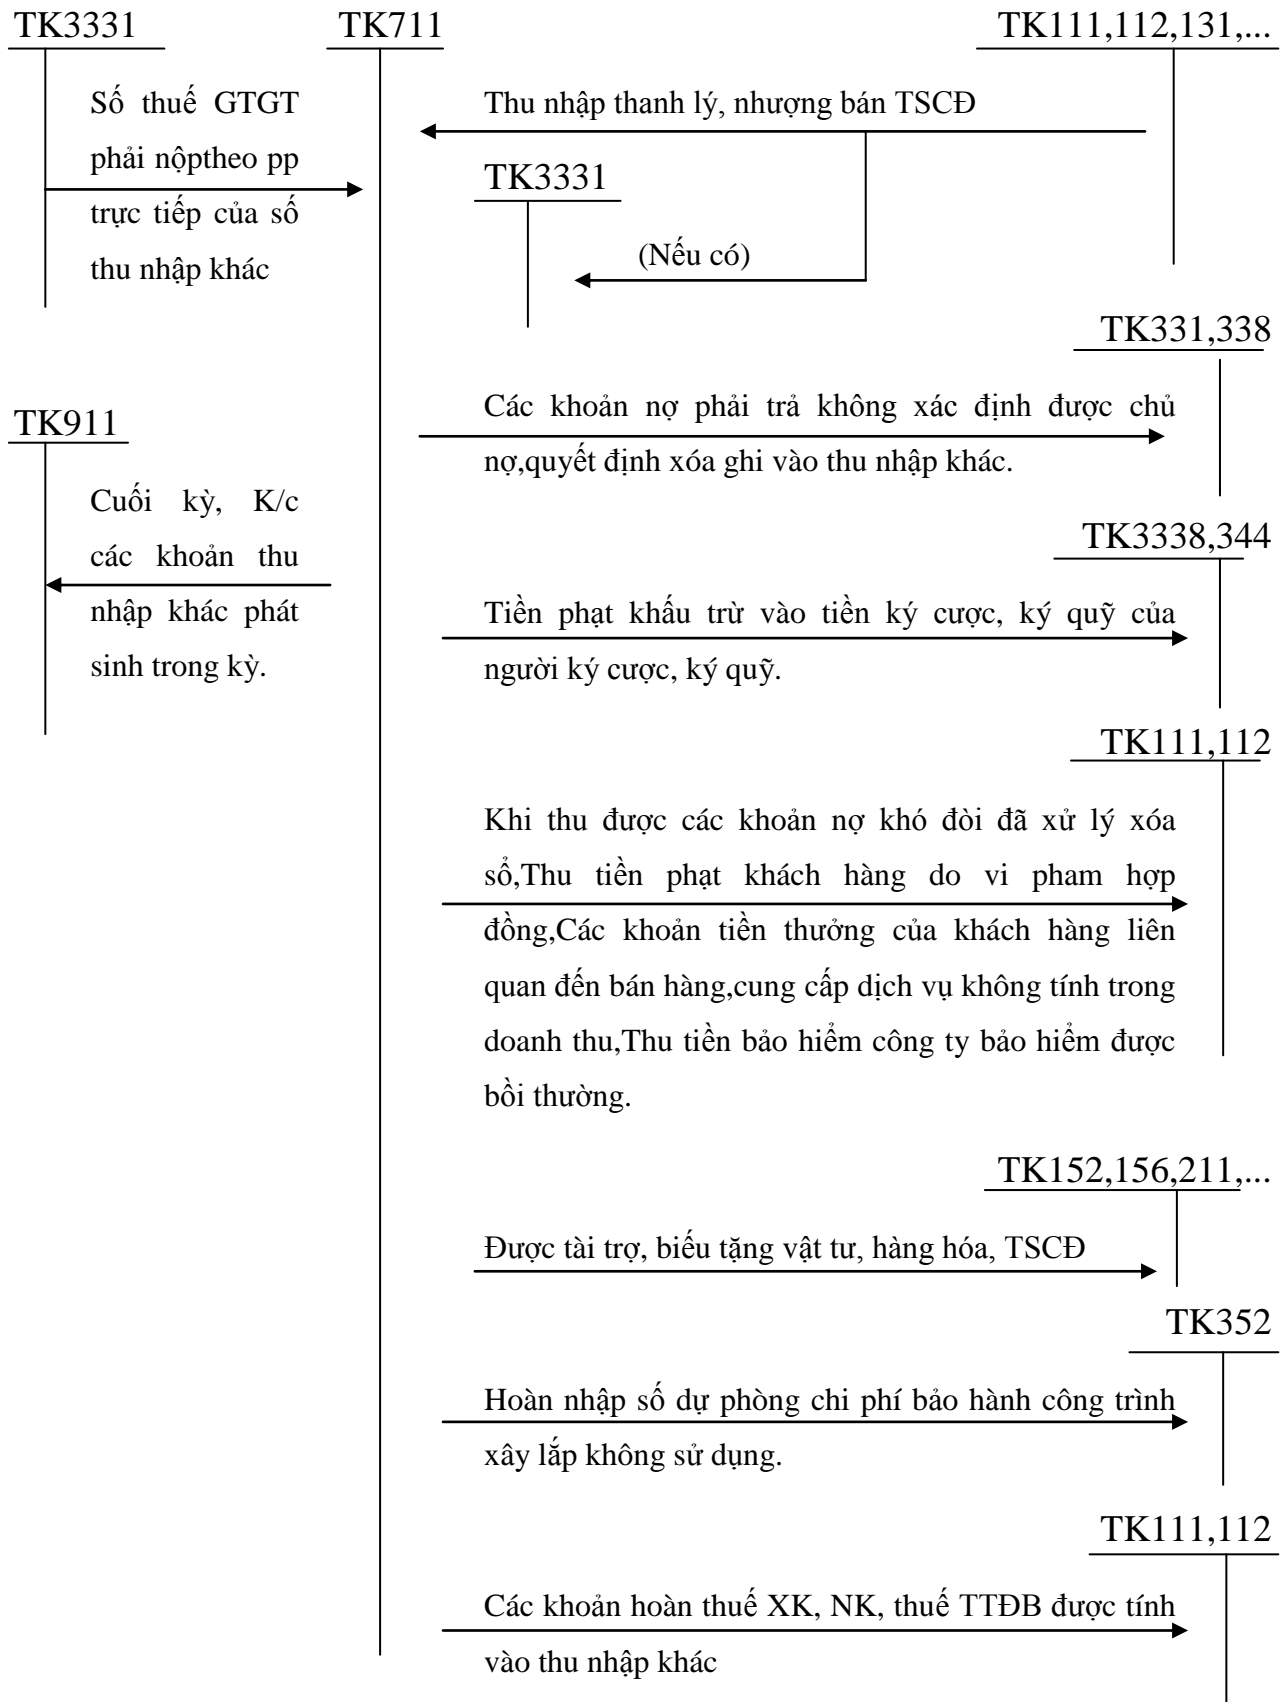 TK3331
TK711
TK111,112,131,...
Số thuế GTGT
phải nộptheo pp
trực tiếp của số
thu nhập khác
Thu nhập thanh lý, nhượng bán TSCĐ
TK3331
(Nếu có)
TK331,338
Các khoản nợ phải trả không xác định được chủ
nợ,quyết định xóa ghi vào thu nhập khác.
TK911
Cuối kỳ, K/c
các khoản thu
nhập khác phát
sinh trong kỳ.
TK3338,344
Tiền phạt khấu trừ vào tiền ký cược, ký quỹ của
người ký cược, ký quỹ.
TK111,112
Khi thu được các khoản nợ khó đòi đã xử lý xóa
sổ,Thu tiền phạt khách hàng do vi pham hợp
đồng,Các khoản tiền thưởng của khách hàng liên
quan đến bán hàng,cung cấp dịch vụ không tính trong
doanh thu,Thu tiền bảo hiểm công ty bảo hiểm được
bồi thường.
TK152,156,211,...
Được tài trợ, biếu tặng vật tư, hàng hóa, TSCĐ
TK352
Hoàn nhập số dự phòng chi phí bảo hành công trình
xây lắp không sử dụng.
TK111,112
Các khoản hoàn thuế XK, NK, thuế TTĐB được tính
vào thu nhập khác